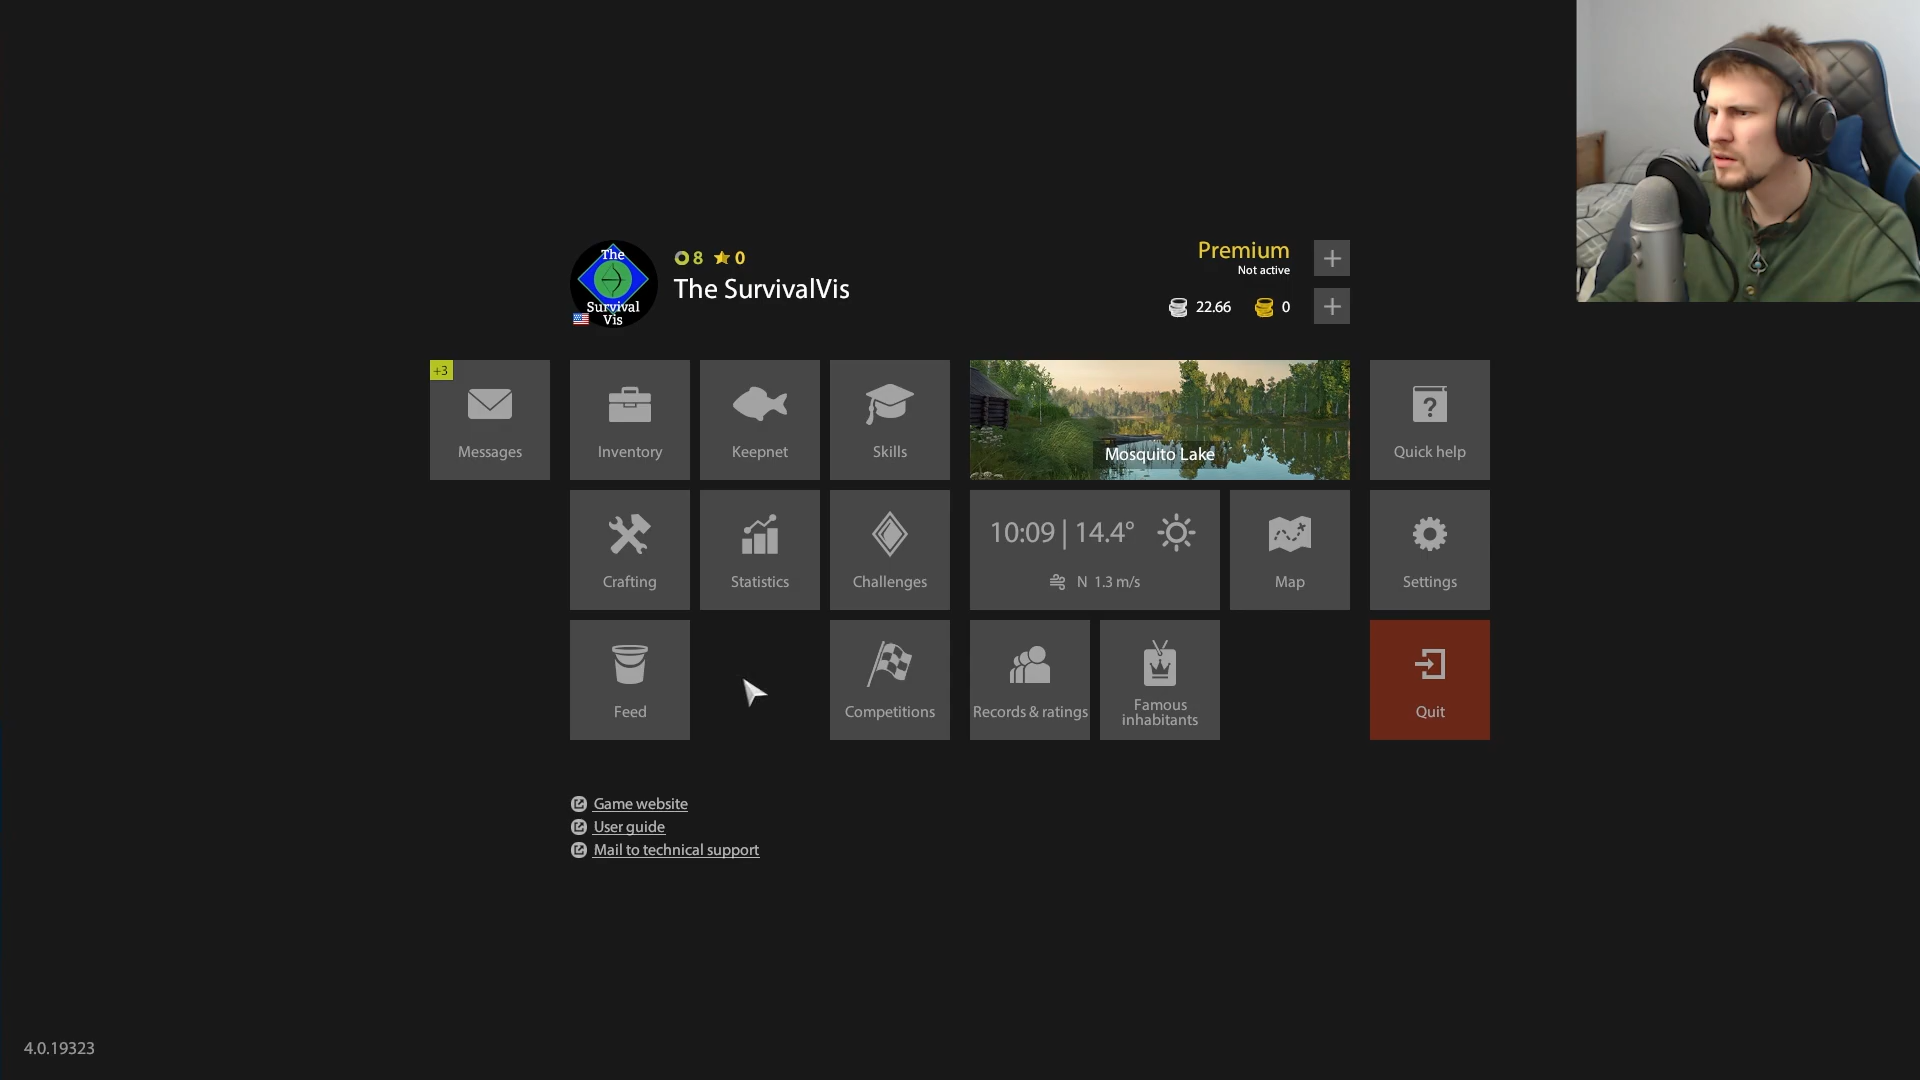 The
Survival
Vis
8 0
The SurvivalVis
Premium
Not active
22.66 0
+3
Messages
Inventory
Keepnet
Skills
Mosquito Lake
?
Quick help
Crafting
Statistics
Challenges
10:09 | 14.4°
N 1.3 m/s
Map
Settings
Feed
Competitions
Records & ratings
Famous
inhabitants
Quit
Game website
User guide
Mail to technical support
4.0.19323